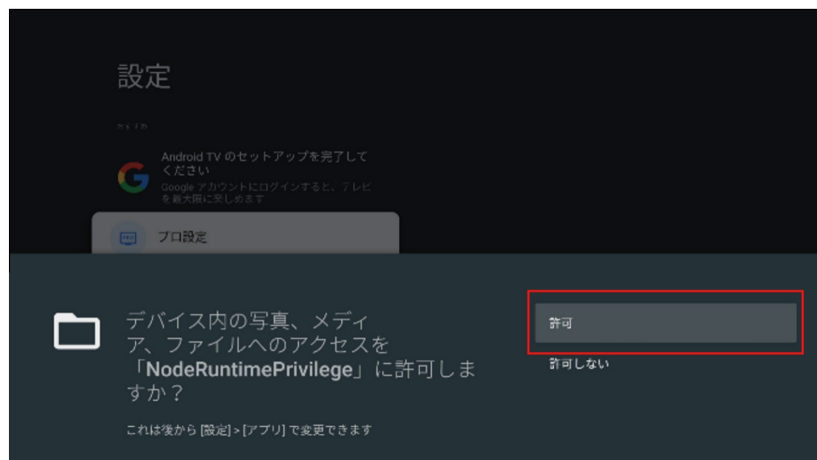 設定
Android TV のセットアップを完了して
ください
Google アカウントにログインすると、テレビ
を最大限に楽しめます
プロ設定
デバイス内の写真、メディ
ア、ファイルへのアクセスを
「NodeRuntimePrivilege」に許可しま
すか？
これは後から [設定] > [アプリ] で変更できます
許可
許可しない